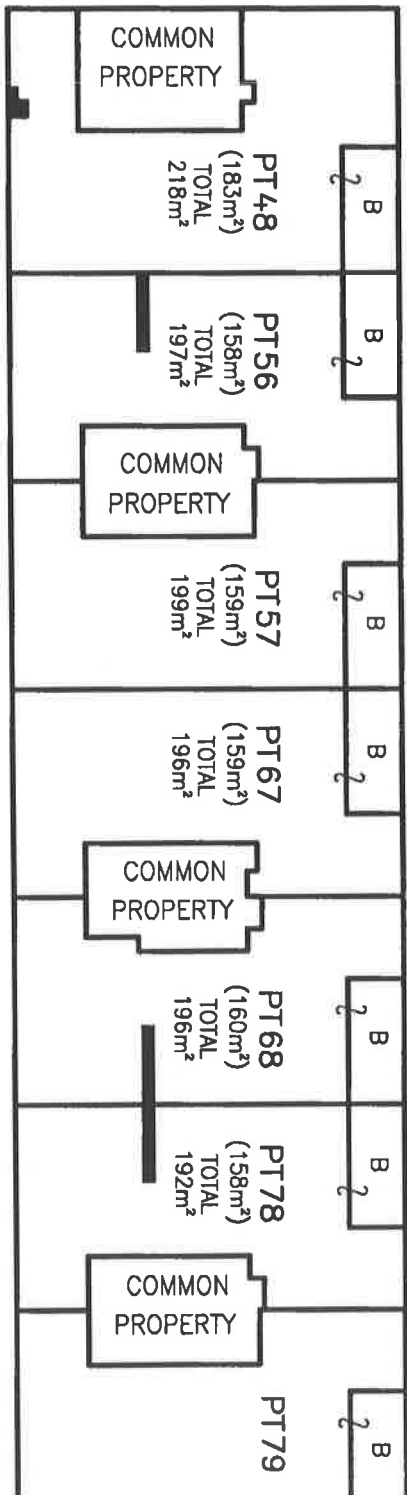 COMMON
PROPERTY
B
PT48
(183m²)
TOTAL
218m²
B
PT56
(158m²)
TOTAL
197m²
COMMON
PROPERTY
B
PT57
(159m²)
TOTAL
199m²
B
PT67
(159m²)
TOTAL
196m²
COMMON
PROPERTY
B
PT68
(160m²)
TOTAL
196m²
B
PT78
(158m²)
TOTAL
192m²
COMMON
PROPERTY
B
PT79